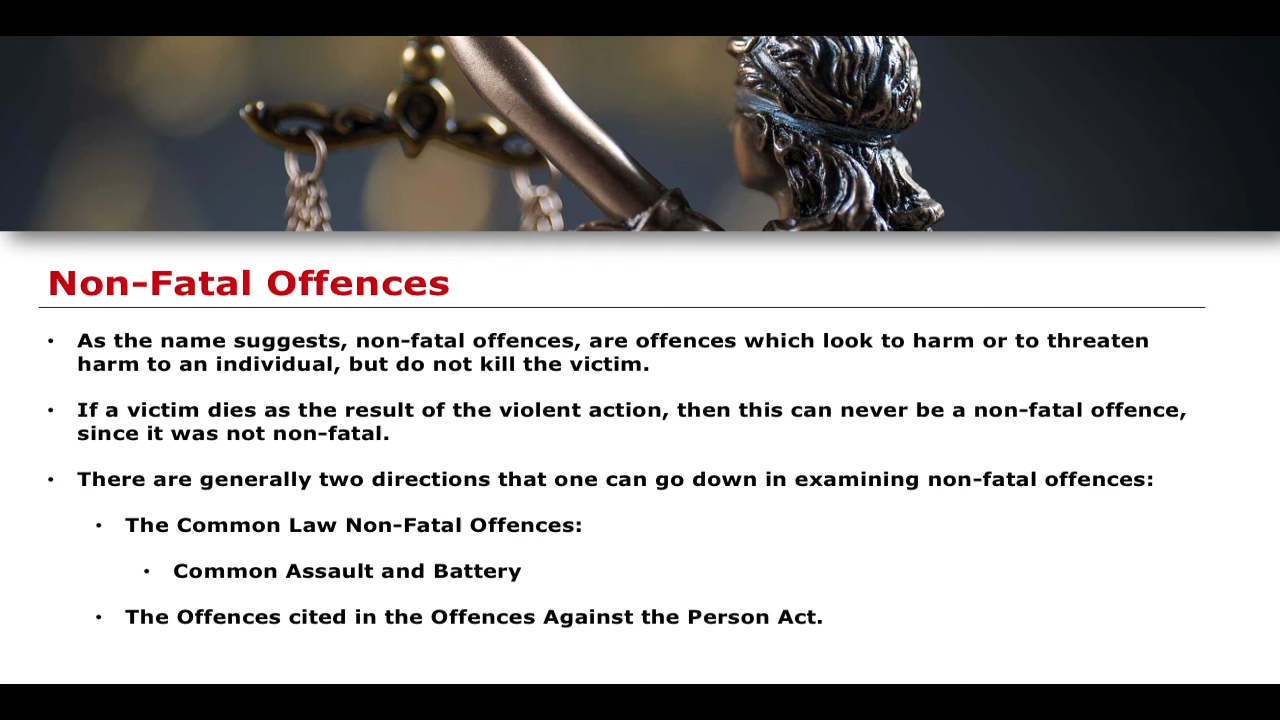 Non-Fatal Offences
• As the name suggests, non-fatal offences, are offences which look to harm or to threaten
harm to an individual, but do not kill the victim.
• If a victim dies as the result of the violent action, then this can never be a non-fatal offence,
since it was not non-fatal.
• There are generally two directions that one can go down in examining non-fatal offences:
• The Common Law Non-Fatal Offences:
• Common Assault and Battery
• The Offences cited in the Offences Against the Person Act.